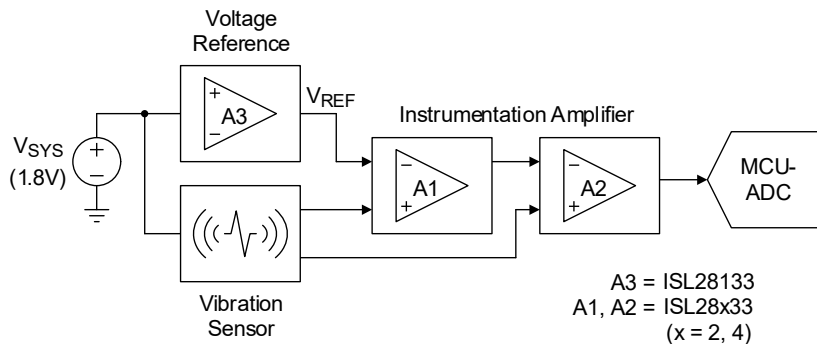 Voltage
Reference
+
A3
−
V_REF
Instrumentation Amplifier
V_SYS
(1.8V)
+
−
−
A1
+
−
A2
+
MCU-
ADC
Vibration
Sensor
A3 = ISL28133
A1, A2 = ISL28x33
(x = 2, 4)